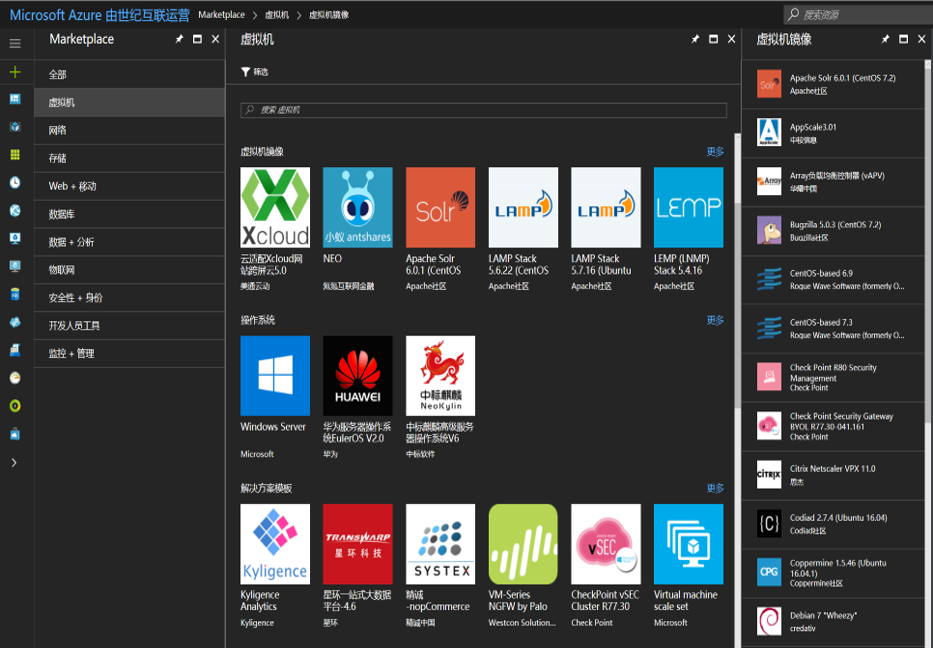 Microsoft Azure 由世纪互联运营
Marketplace > 虚拟机 > 虚拟机镜像
搜索资源
Marketplace
全部
虚拟机
网络
存储
Web + 移动
数据库
数据 + 分析
物联网
安全性 + 身份
开发人员工具
监控 + 管理
虚拟机
筛选
搜索 虚拟机
虚拟机镜像
更多
Xcloud
小蚁 antshares
Solr
LAMP
LAMP
LEMP
云适配Xcloud网
站跨屏云5.0
美通云动
NEO
Apache Solr
6.0.1 (CentOS
Apache社区
LAMP Stack
5.6.22 (CentOS
Apache社区
LAMP Stack
5.7.16 (Ubuntu
Apache社区
LEMP (LNMP)
Stack 5.4.16
Apache社区
操作系统
更多
HUAWEI
中标麒麟
NeoKylin
Windows Server
Microsoft
华为服务器操作系
统EulerOS V2.0
华为
中标麒麟高级服务
器操作系统V6
中标软件
解决方案模板
更多
Kyligence
TRANSWARP
星环科技
SYSTEX
CHECK POINT
vSEC
Kyligence
Analytics
Kyligence
星环一站式大数据
平台-4.6
星环
精诚
-nopCommerce
精诚中国
VM-Series
NGFW by Palo
Westcon Solution...
CheckPoint vSEC
Cluster R77.30
Check Point
Virtual machine
scale set
Microsoft
虚拟机镜像
Solr
Apache Solr 6.0.1 (CentOS 7.2)
Apache社区
AppScale
AppScale3.01
中核信息
Array
Array负载均衡控制器 (vAPV)
华耀中国
Bugzilla 5.0.3 (CentOS 7.2)
Bugzilla社区
CentOS-based 6.9
Rogue Wave Software (formerly O...
CentOS-based 7.3
Rogue Wave Software (formerly O...
Check Point R80 Security
Management
Check Point
Check Point Security Gateway
BYOL R77.30-041.161
Check Point
CITRIX
Citrix Netscaler VPX 11.0
思杰
{C}
Codiad 2.7.4 (Ubuntu 16.04)
Codiad社区
CPG
Coppermine 1.5.46 (Ubuntu
16.04.1)
Coppermine社区
Debian 7 "Wheezy"
credativ